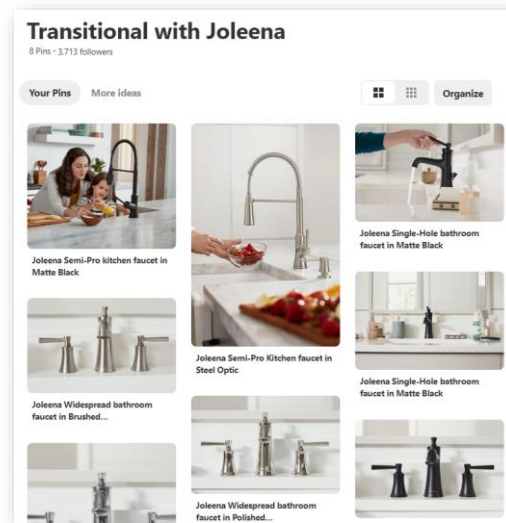 Transitional with Joleena
8 Pins · 3.713 followers
Your Pins
More ideas
Organize
Joleena Semi-Pro kitchen faucet in
Matte Black
Joleena Widespread bathroom
faucet in Brushed...
Joleena Semi-Pro Kitchen faucet in
Steel Optic
Joleena Widespread bathroom
faucet in Polished...
Joleena Single-Hole bathroom
faucet in Matte Black
Joleena Single-Hole bathroom
faucet in Matte Black